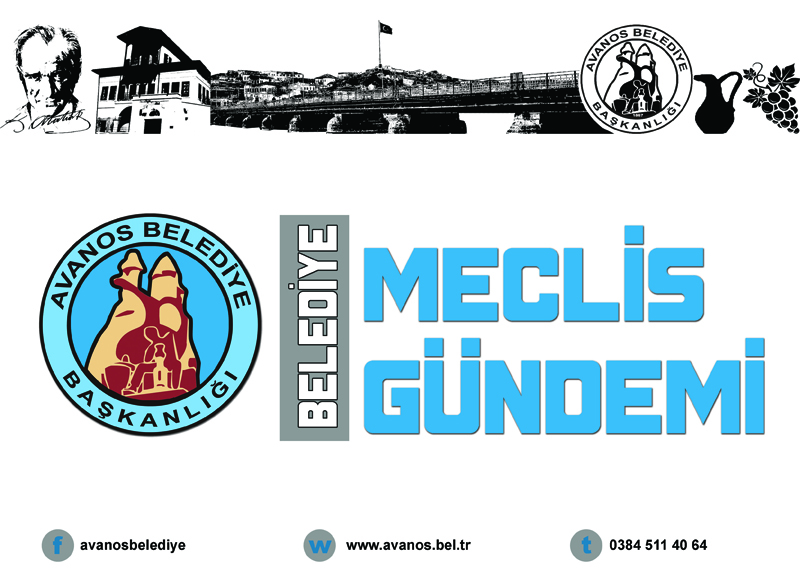 AVANOS BELEDİYE
BAŞKANLIĞI
1867
AVANOS BELEDİYE
BAŞKANLIĞI
BELEDİYE
MECLİS
GÜNDEMİ
f avanosbelediye
w www.avanos.bel.tr
t 0384 511 40 64